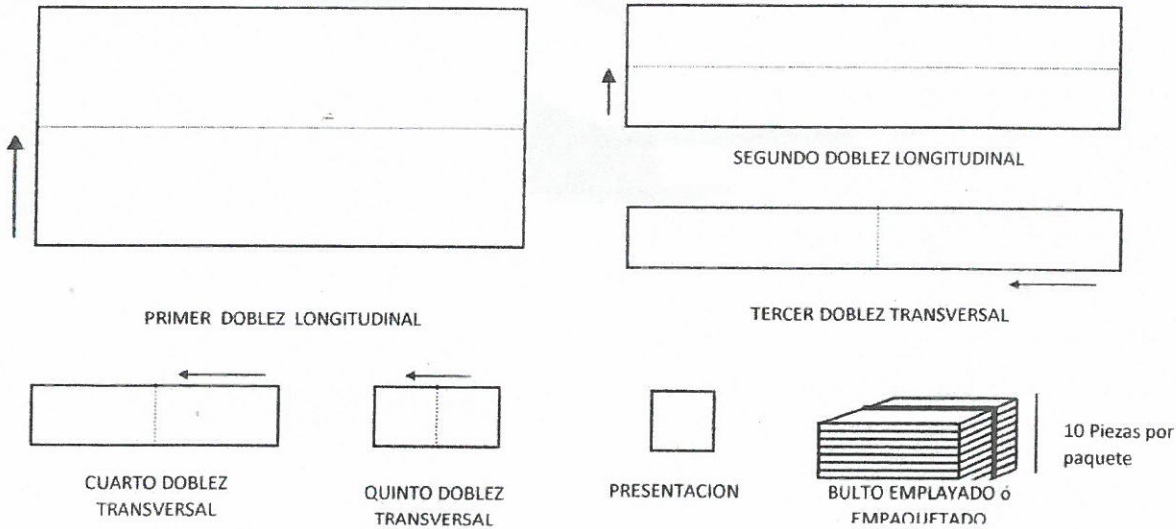 SEGUNDO DOBLEZ LONGITUDINAL
PRIMER DOBLEZ LONGITUDINAL
TERCER DOBLEZ TRANSVERSAL
CUARTO DOBLEZ
TRANSVERSAL
QUINTO DOBLEZ
TRANSVERSAL
PRESENTACION
BULTO EMPLAYADO ó
EMPAQUETADO
10 Piezas por
paquete